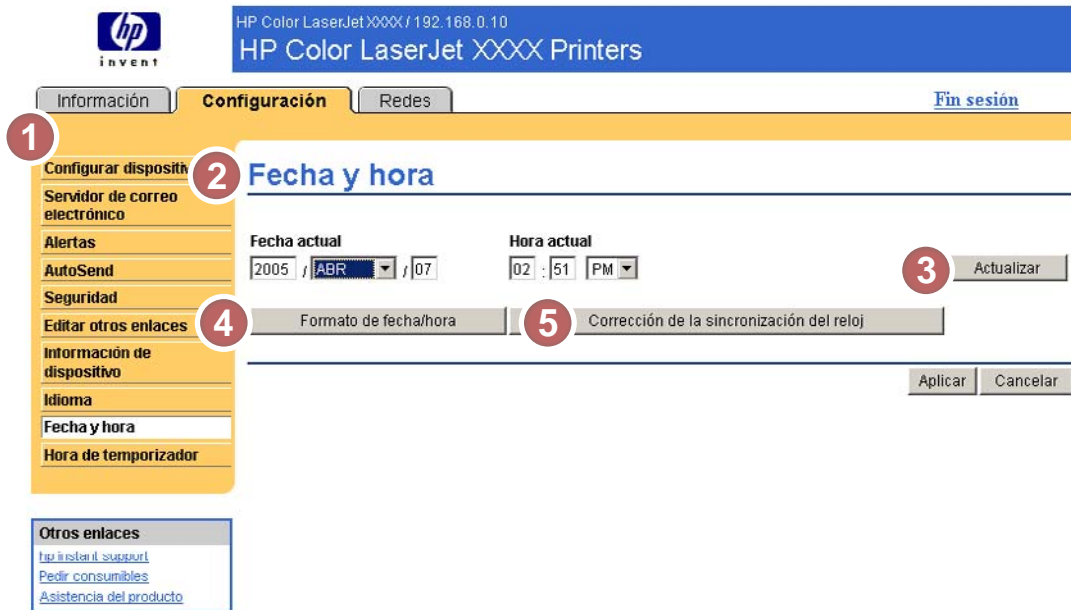 hp
invent
HP Color LaserJet XXXX / 192.168.0.10
HP Color LaserJet XXXX Printers
Información
Configuración
Redes
Fin sesión
1
Configurar dispositiv
Servidor de correo
electrónico
Alertas
AutoSend
Seguridad
Editar otros enlaces
Información de
dispositivo
Idioma
Fecha y hora
Hora de temporizador
Otros enlaces
hp instant support
Pedir consumibles
Asistencia del producto
2
Fecha y hora
Fecha actual
Hora actual
2005 / ABR / 07
02 : 51 PM
3
Actualizar
4
Formato de fecha/hora
5
Corrección de la sincronización del reloj
Aplicar
Cancelar